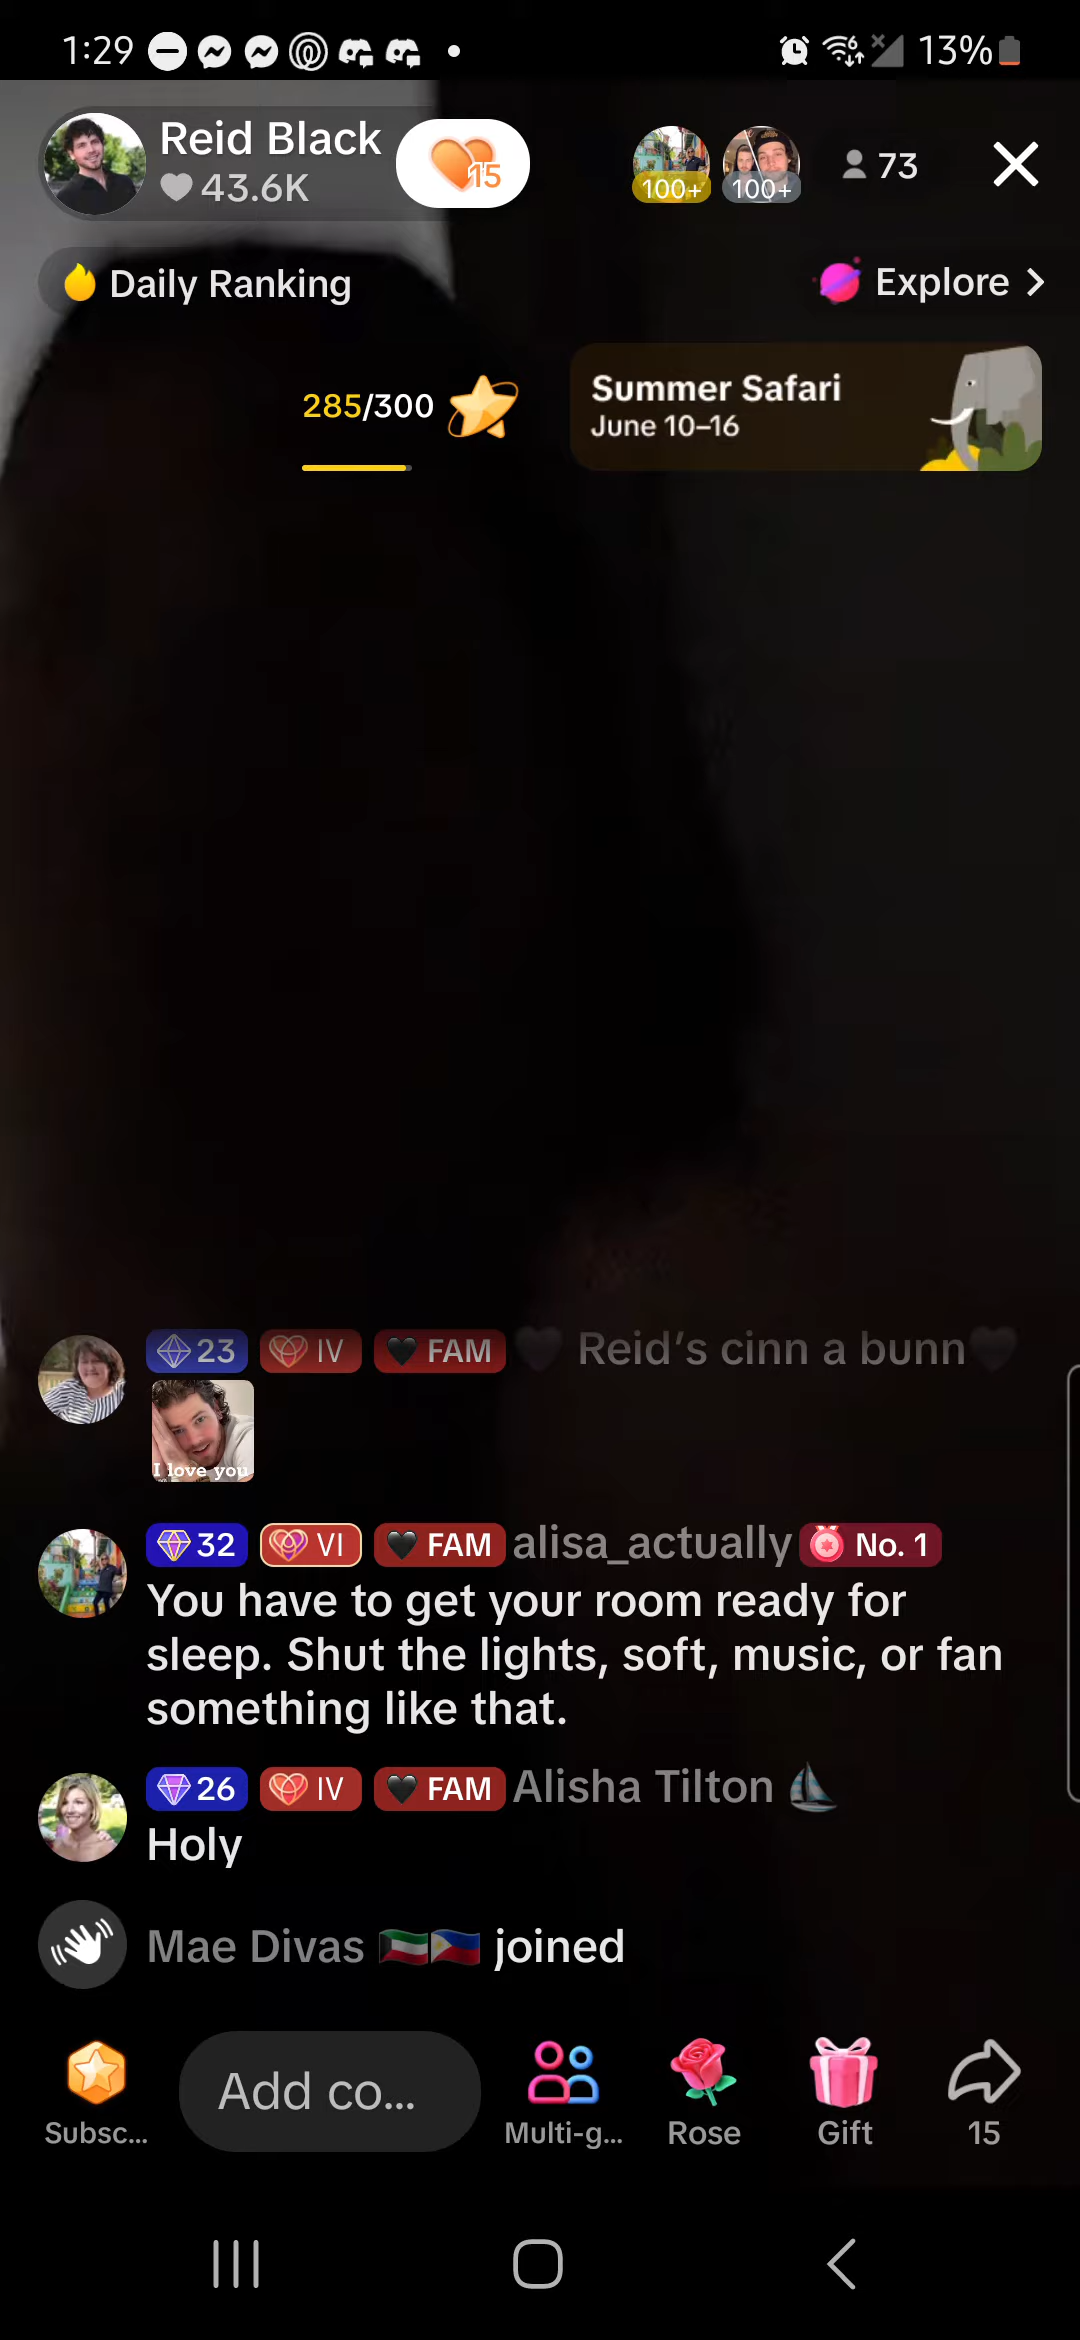 1:29
13%
Reid Black
43.6K
15
100+
100+
73
Daily Ranking
Explore >
285/300
Summer Safari
June 10–16
23 IV 🖤 FAM 🖤 Reid's cinn a bunn🖤
I love you
32 VI 🖤 FAM alisa_actually No. 1
You have to get your room ready for
sleep. Shut the lights, soft, music, or fan
something like that.
26 IV 🖤 FAM Alisha Tilton ⛵
Holy
Mae Divas 🇰🇼🇵🇭 joined
Subsc...
Add co...
Multi-g...
Rose
Gift
15